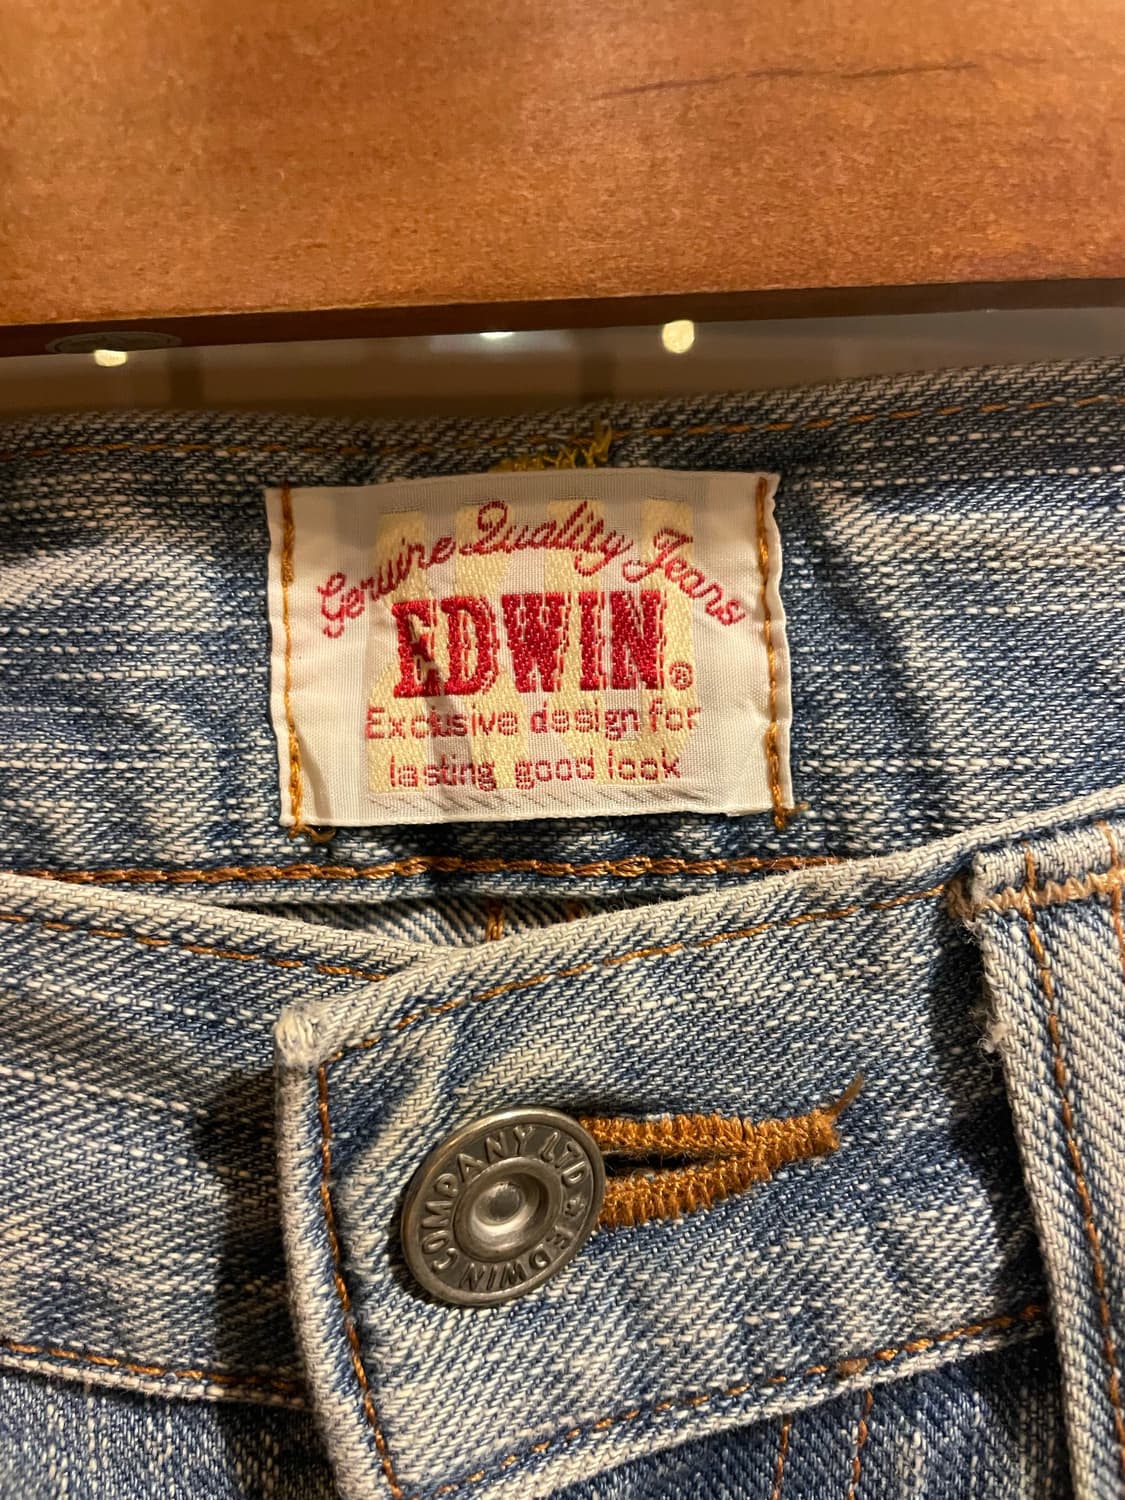 Genuine Quality Jeans
EDWIN®
Exclusive design for
lasting good look
EDWIN COMPANY LTD